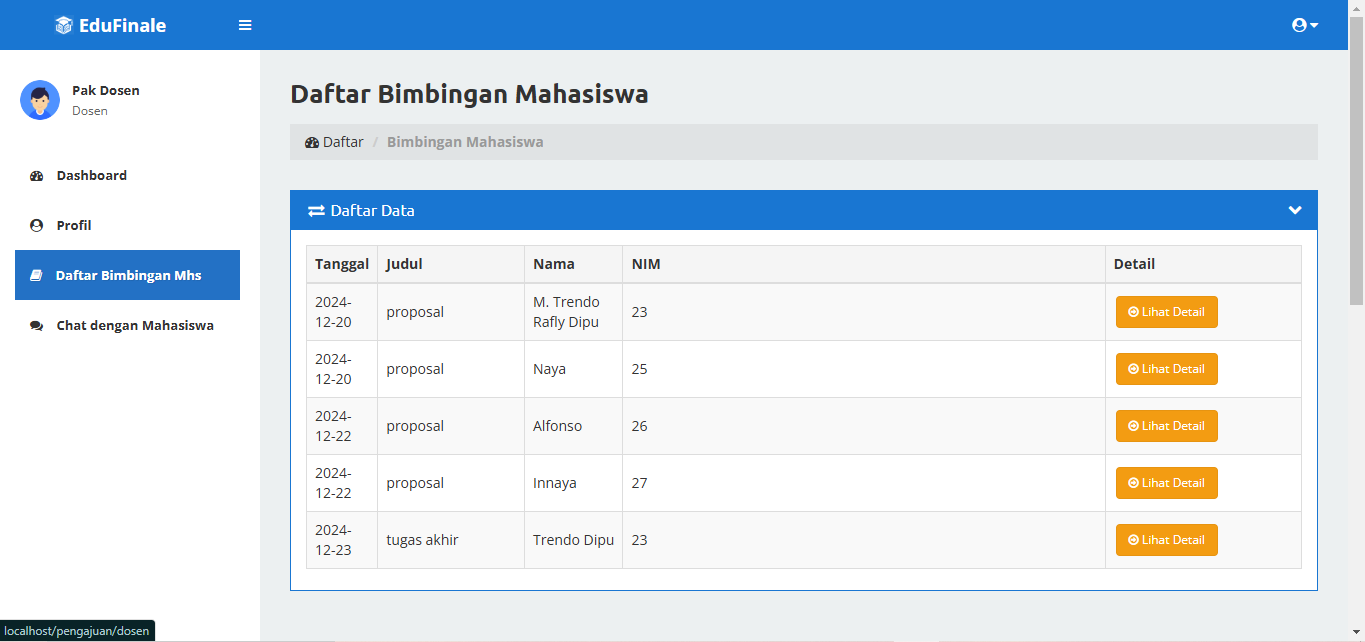 EduFinale
Pak Dosen
Dosen
Dashboard
Profil
Daftar Bimbingan Mhs
Chat dengan Mahasiswa
Daftar Bimbingan Mahasiswa
Daftar / Bimbingan Mahasiswa
Daftar Data
Tanggal Judul Nama NIM Detail
2024-
12-20 proposal M. Trendo
Rafly Dipu 23 Lihat Detail
2024-
12-20 proposal Naya 25 Lihat Detail
2024-
12-22 proposal Alfonso 26 Lihat Detail
2024-
12-22 proposal Innaya 27 Lihat Detail
2024-
12-23 tugas akhir Trendo Dipu 23 Lihat Detail
localhost/pengajuan/dosen